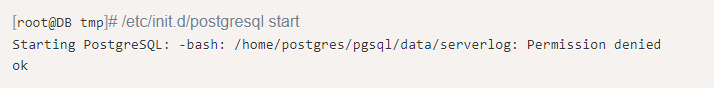 [root@DB tmp]# /etc/init.d/postgresql start
Starting PostgreSQL: -bash: /home/postgres/pgsql/data/serverlog: Permission denied
ok